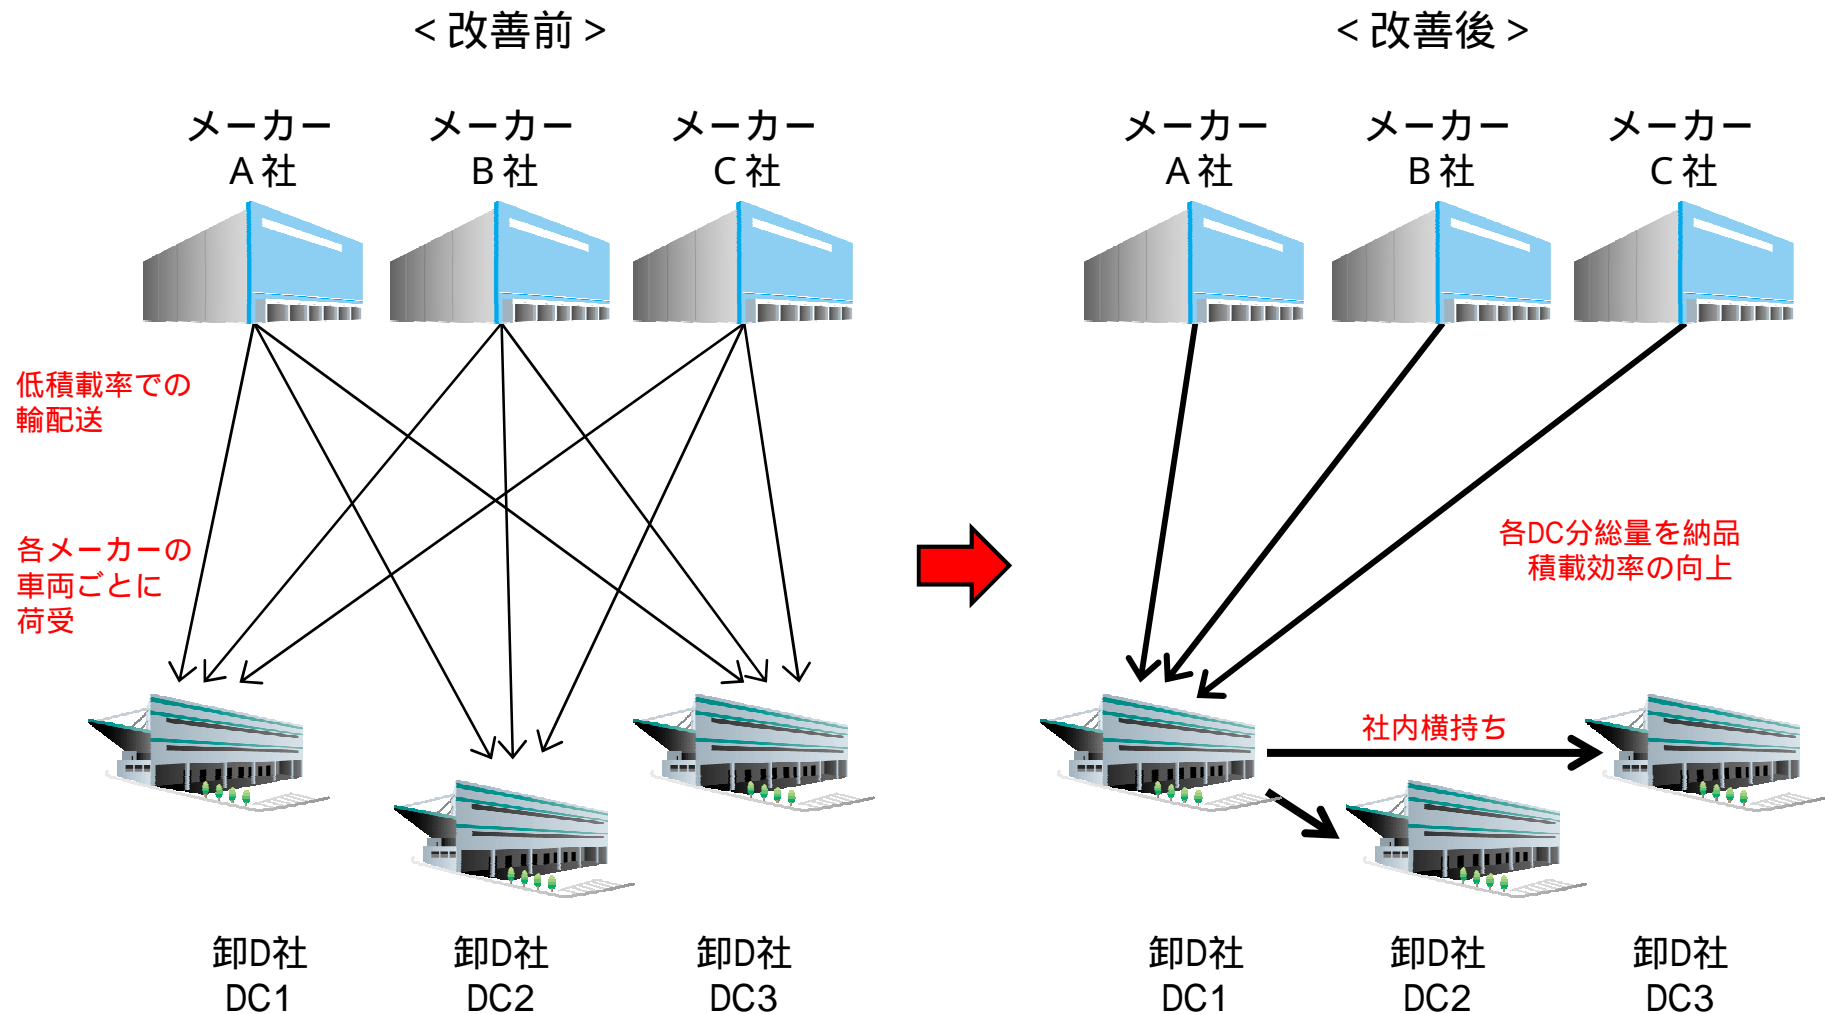 ＜改善前＞
＜改善後＞
メーカー
A社
メーカー
B社
メーカー
C社
メーカー
A社
メーカー
B社
メーカー
C社
低積載率での
輸配送
各メーカーの
車両ごとに
荷受
各DC分総量を納品
積載効率の向上
社内横持ち
卸D社
DC1
卸D社
DC2
卸D社
DC3
卸D社
DC1
卸D社
DC2
卸D社
DC3